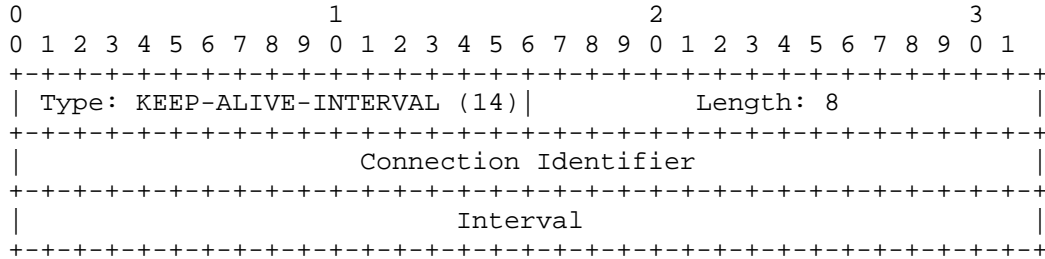 0                   1                   2                   3
0 1 2 3 4 5 6 7 8 9 0 1 2 3 4 5 6 7 8 9 0 1 2 3 4 5 6 7 8 9 0 1
+-+-+-+-+-+-+-+-+-+-+-+-+-+-+-+-+-+-+-+-+-+-+-+-+-+-+-+-+-+-+-+-+
| Type: KEEP-ALIVE-INTERVAL (14)|          Length: 8            |
+-+-+-+-+-+-+-+-+-+-+-+-+-+-+-+-+-+-+-+-+-+-+-+-+-+-+-+-+-+-+-+-+
|                     Connection Identifier                     |
+-+-+-+-+-+-+-+-+-+-+-+-+-+-+-+-+-+-+-+-+-+-+-+-+-+-+-+-+-+-+-+-+
|                           Interval                            |
+-+-+-+-+-+-+-+-+-+-+-+-+-+-+-+-+-+-+-+-+-+-+-+-+-+-+-+-+-+-+-+-+